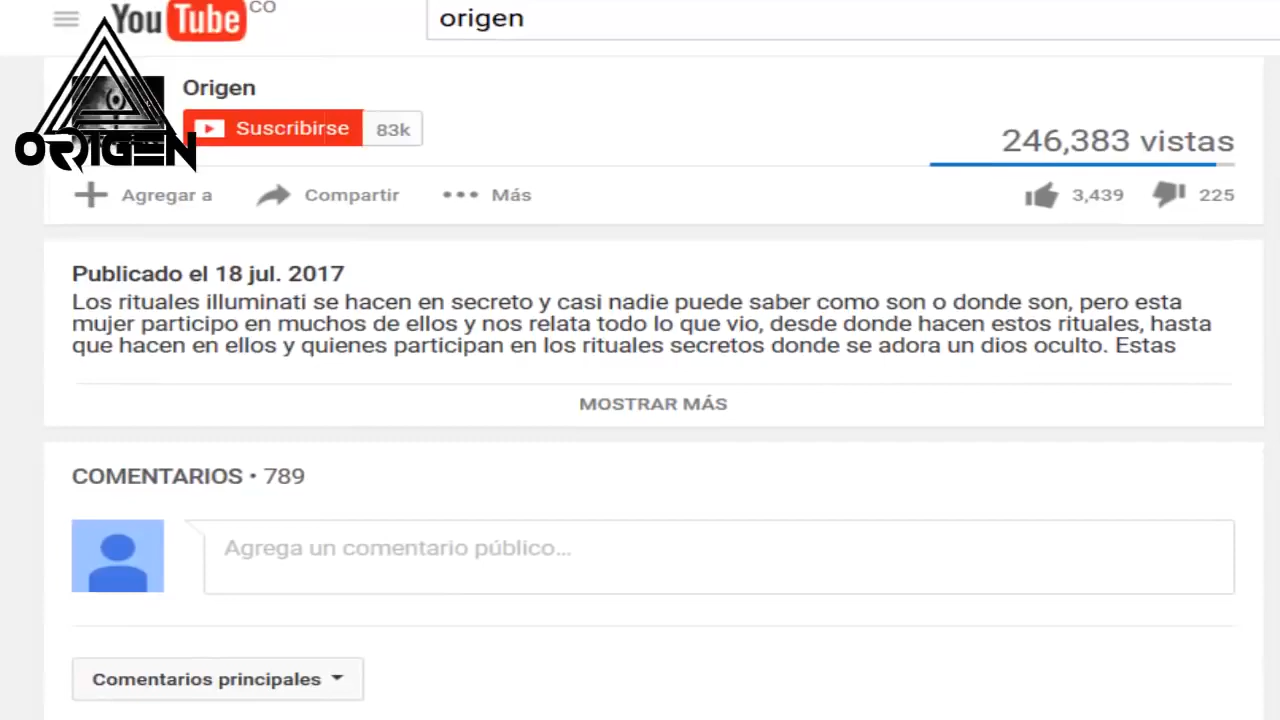 YouTube CO
origen
Origen
Suscribirse 83k
ORIGEN
246,383 vistas
Agregar a Compartir Más
3,439 225
Publicado el 18 jul. 2017
Los rituales illuminati se hacen en secreto y casi nadie puede saber como son o donde son, pero esta
mujer participo en muchos de ellos y nos relata todo lo que vio, desde donde hacen estos rituales, hasta
que hacen en ellos y quienes participan en los rituales secretos donde se adora un dios oculto. Estas
MOSTRAR MÁS
COMENTARIOS • 789
Agrega un comentario público...
Comentarios principales